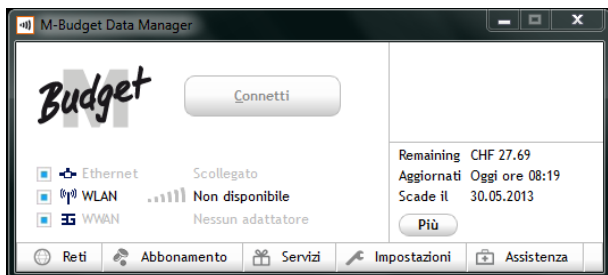 M-Budget Data Manager
M Budget
Connetti
Ethernet Scollegato
WLAN Non disponibile
3G WWAN Nessun adattatore
Remaining CHF 27.69
Aggiornati Oggi ore 08:19
Scade il 30.05.2013
Più
Reti Abbonamento Servizi Impostazioni Assistenza